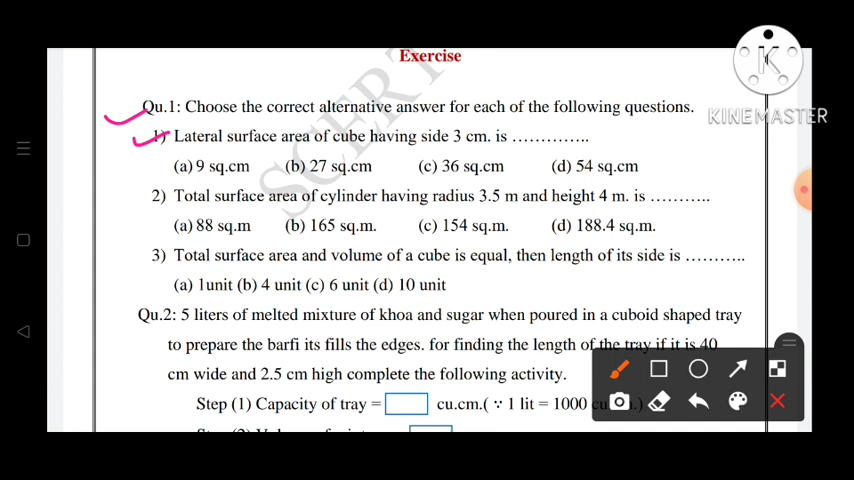 Exercise
KINEMASTER
Qu.1: Choose the correct alternative answer for each of the following questions.
1) Lateral surface area of cube having side 3 cm. is …………..
(a) 9 sq.cm (b) 27 sq.cm (c) 36 sq.cm (d) 54 sq.cm
2) Total surface area of cylinder having radius 3.5 m and height 4 m. is ………..
(a) 88 sq.m (b) 165 sq.m. (c) 154 sq.m. (d) 188.4 sq.m.
3) Total surface area and volume of a cube is equal, then length of its side is ………..
(a) 1unit (b) 4 unit (c) 6 unit (d) 10 unit
Qu.2: 5 liters of melted mixture of khoa and sugar when poured in a cuboid shaped tray
to prepare the barfi its fills the edges. for finding the length of the tray if it is 40
cm wide and 2.5 cm high complete the following activity.
Step (1) Capacity of tray = cu.cm.( ∵ 1 lit = 1000 cu .)
SCERT